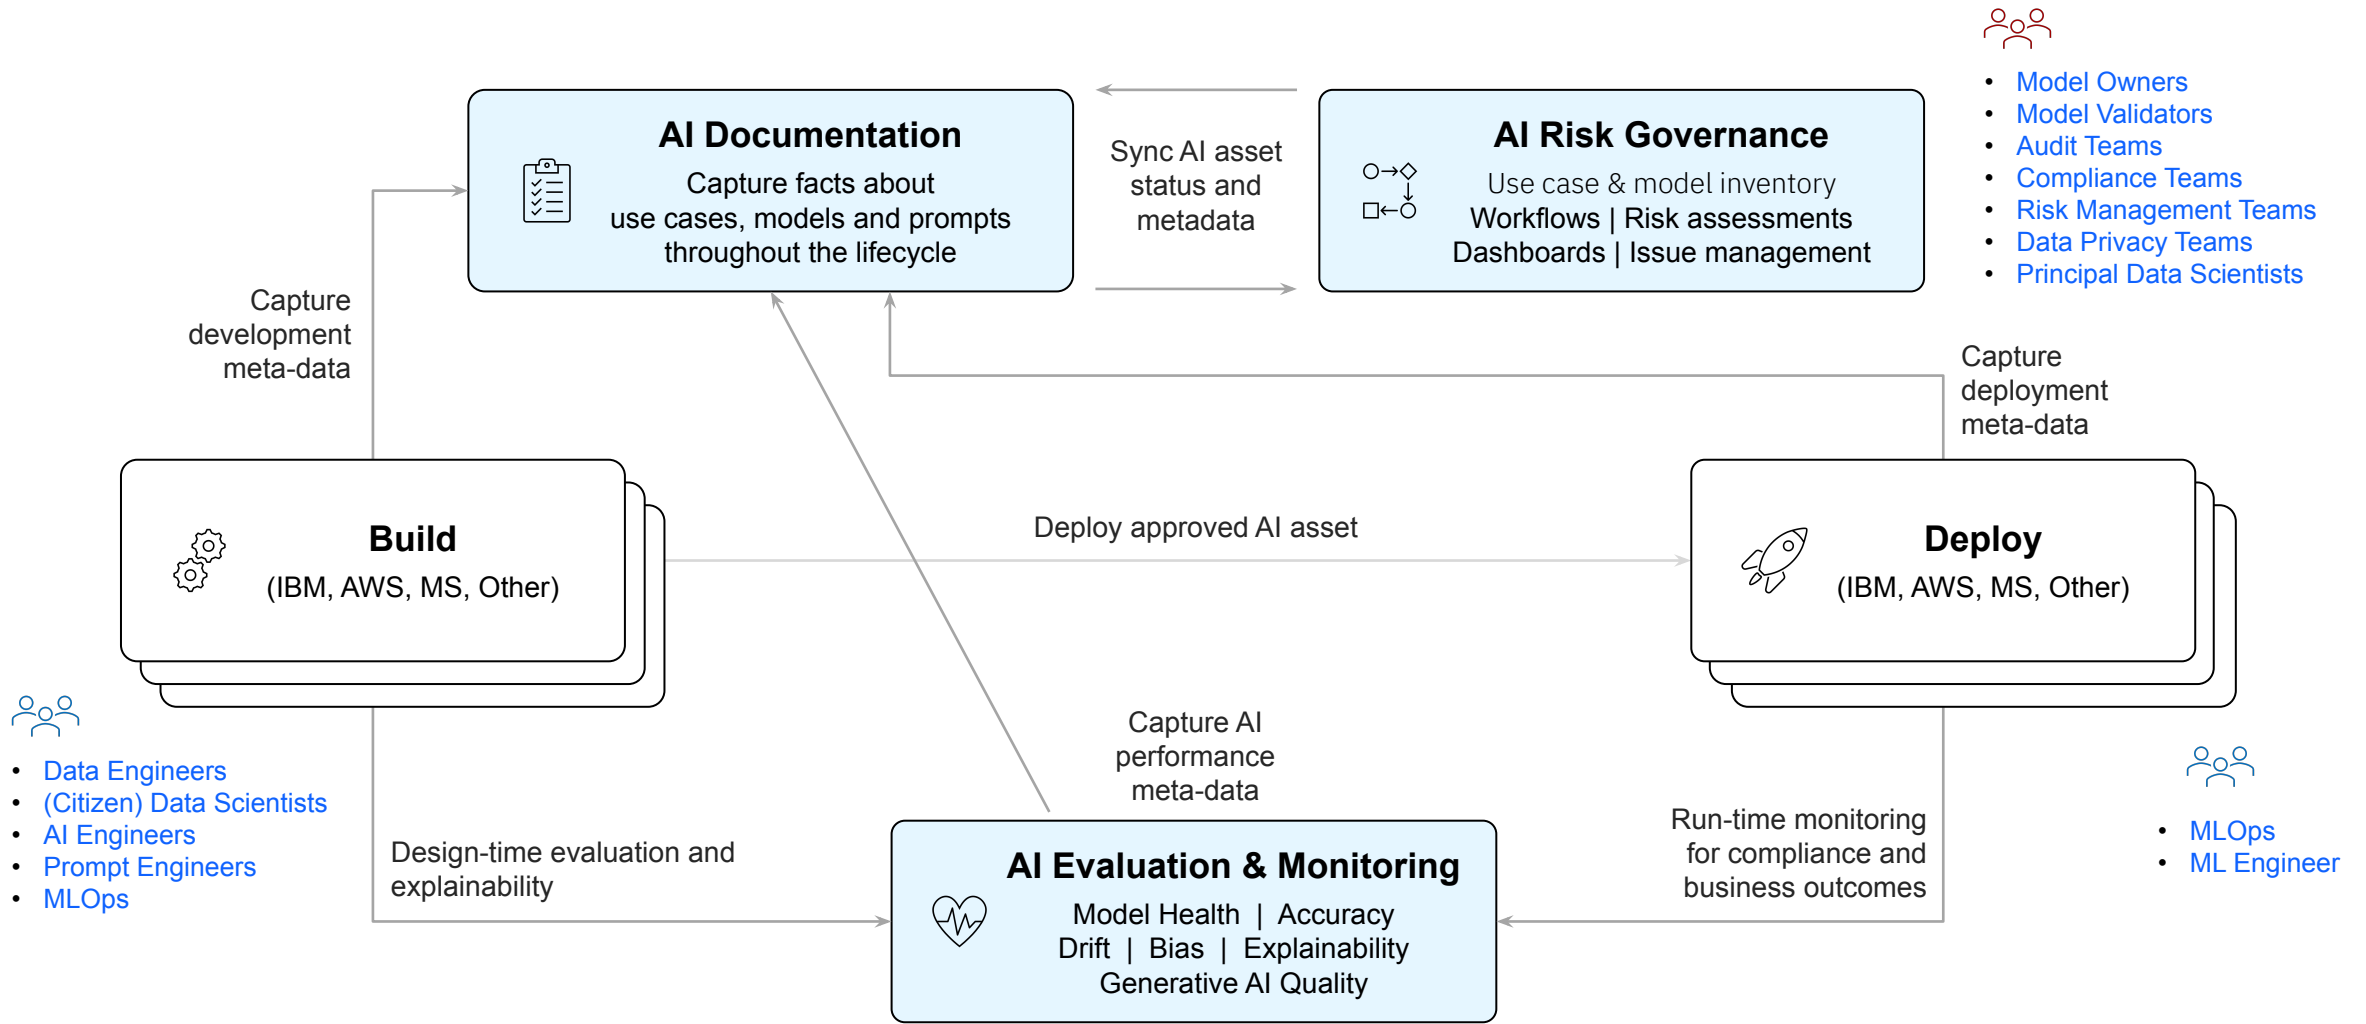 AI Documentation
Capture facts about
use cases, models and prompts
throughout the lifecycle
Sync AI asset
status and
metadata
AI Risk Governance
Use case & model inventory
Workflows | Risk assessments
Dashboards | Issue management
• Model Owners
• Model Validators
• Audit Teams
• Compliance Teams
• Risk Management Teams
• Data Privacy Teams
• Principal Data Scientists
Capture
development
meta-data
Capture
deployment
meta-data
Build
(IBM, AWS, MS, Other)
Deploy approved AI asset
Deploy
(IBM, AWS, MS, Other)
• Data Engineers
• (Citizen) Data Scientists
• AI Engineers
• Prompt Engineers
• MLOps
Design-time evaluation and
explainability
Capture AI
performance
meta-data
AI Evaluation & Monitoring
Model Health | Accuracy
Drift | Bias | Explainability
Generative AI Quality
Run-time monitoring
for compliance and
business outcomes
• MLOps
• ML Engineer